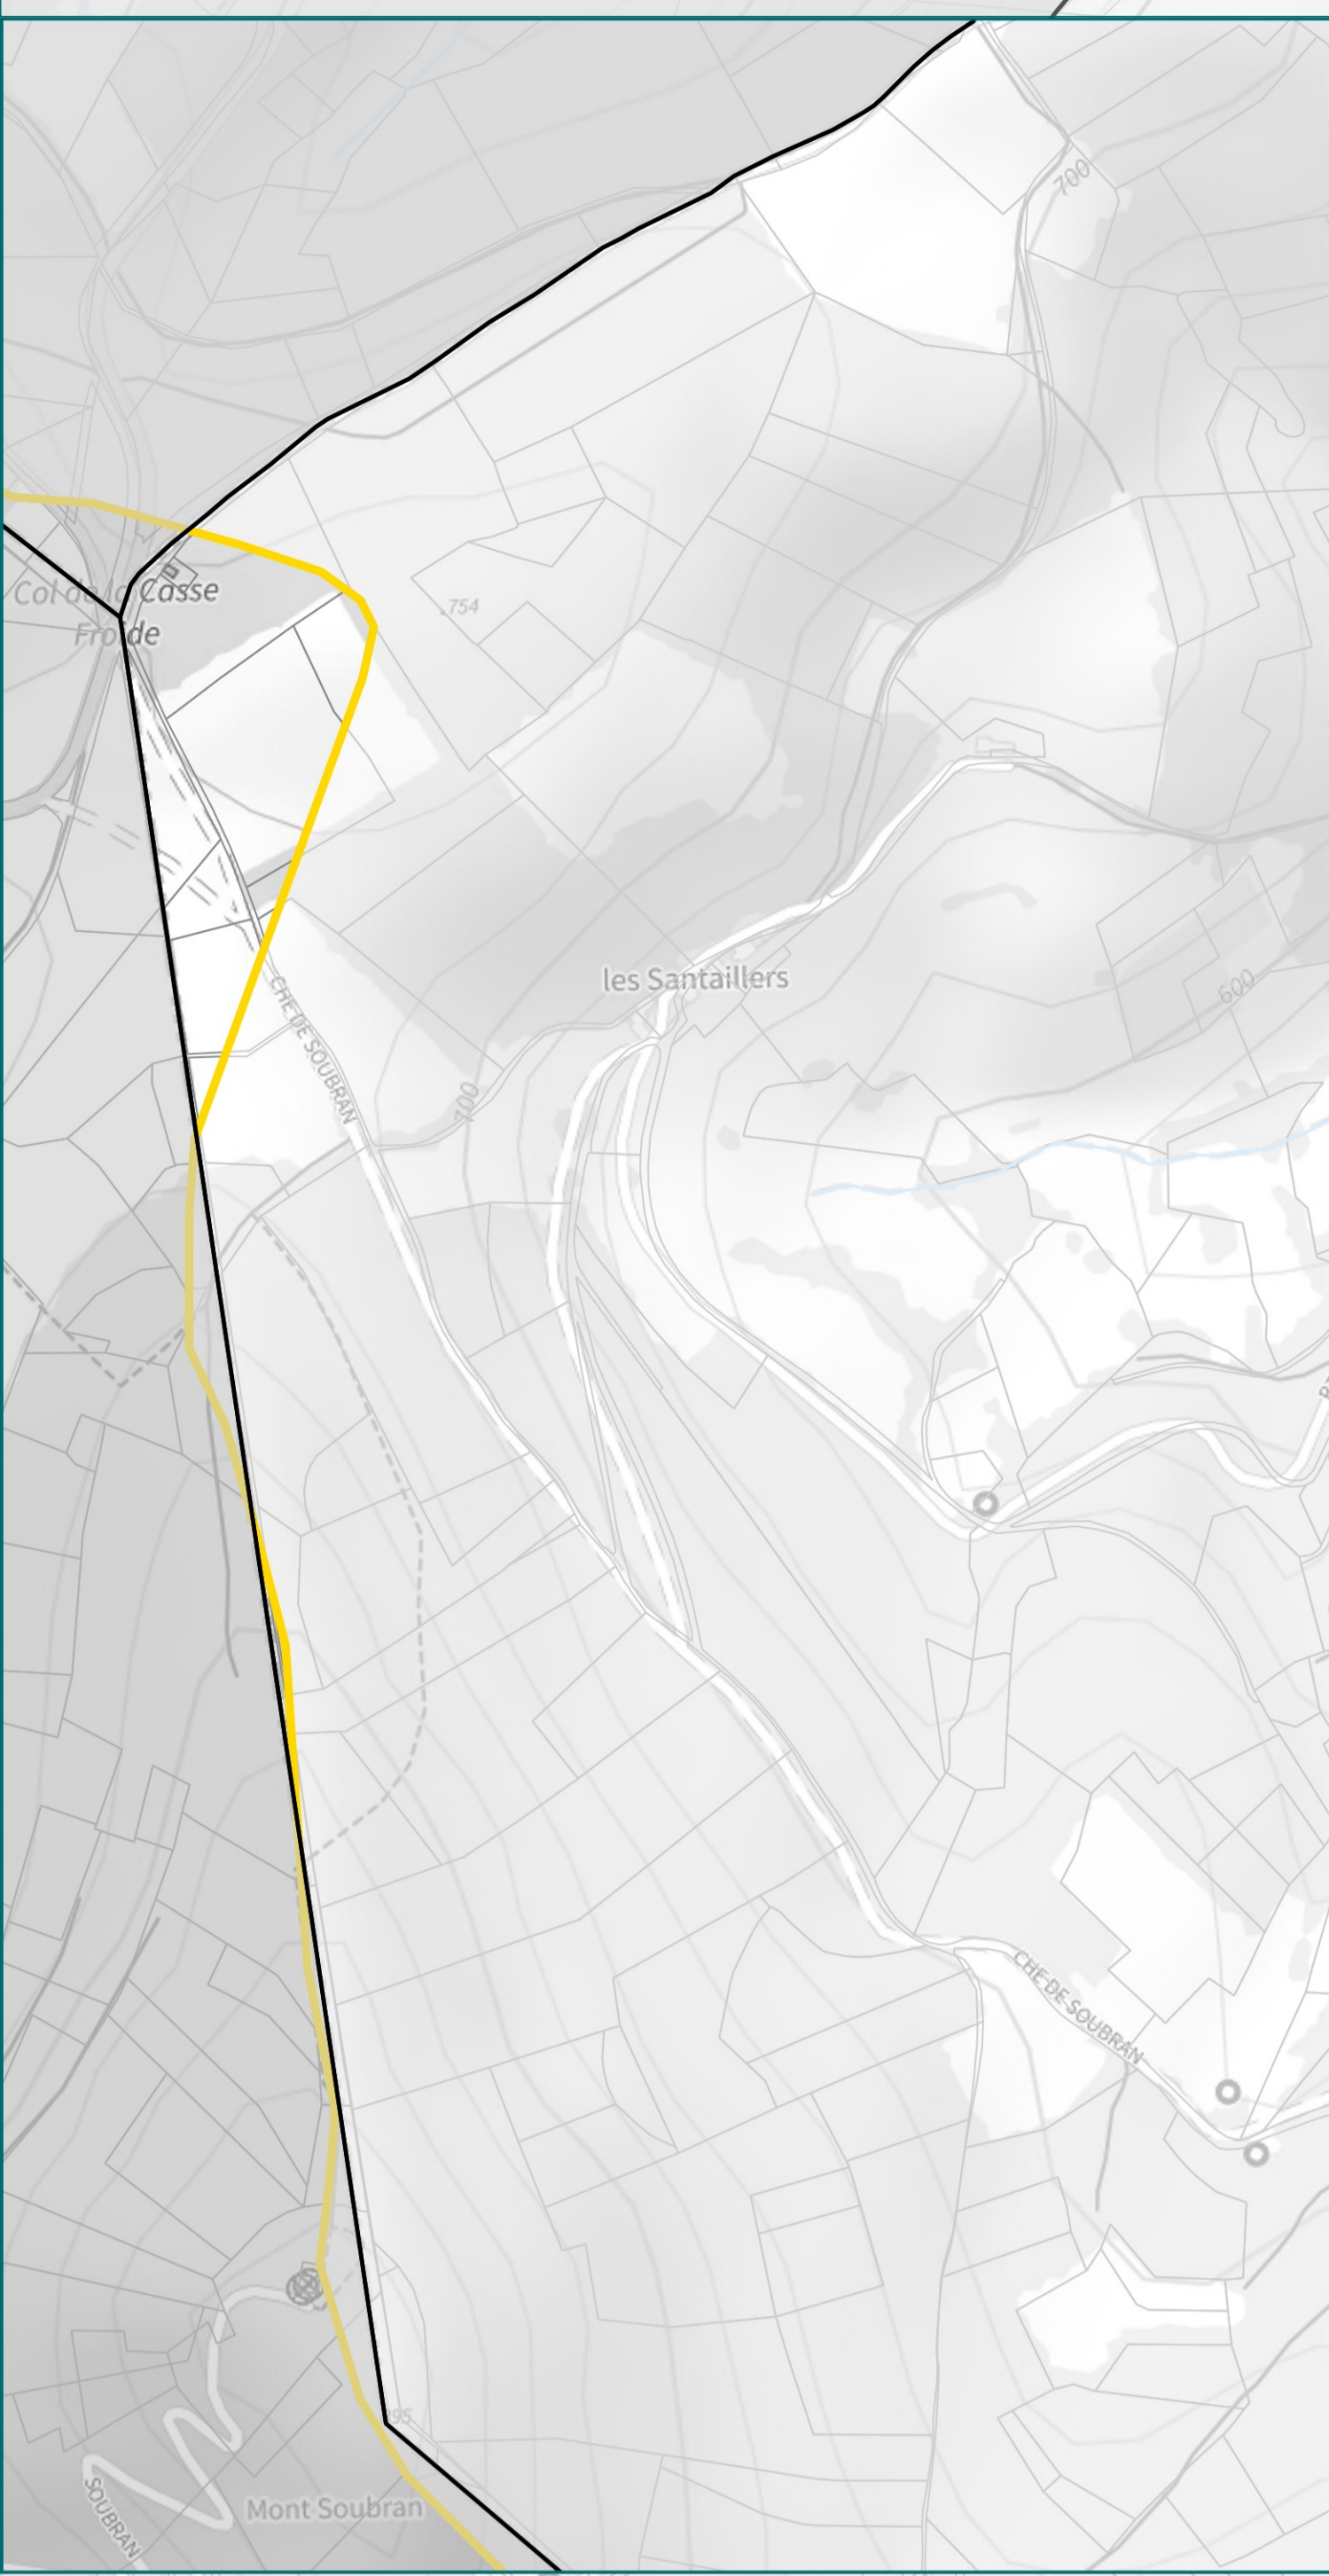 700
Col de la Casse
Froide
.754
les Santaillers
600
CHE DE SOUBRAN
700
CHE DE SOUBRAN
Mont Soubran
SOUBRAN